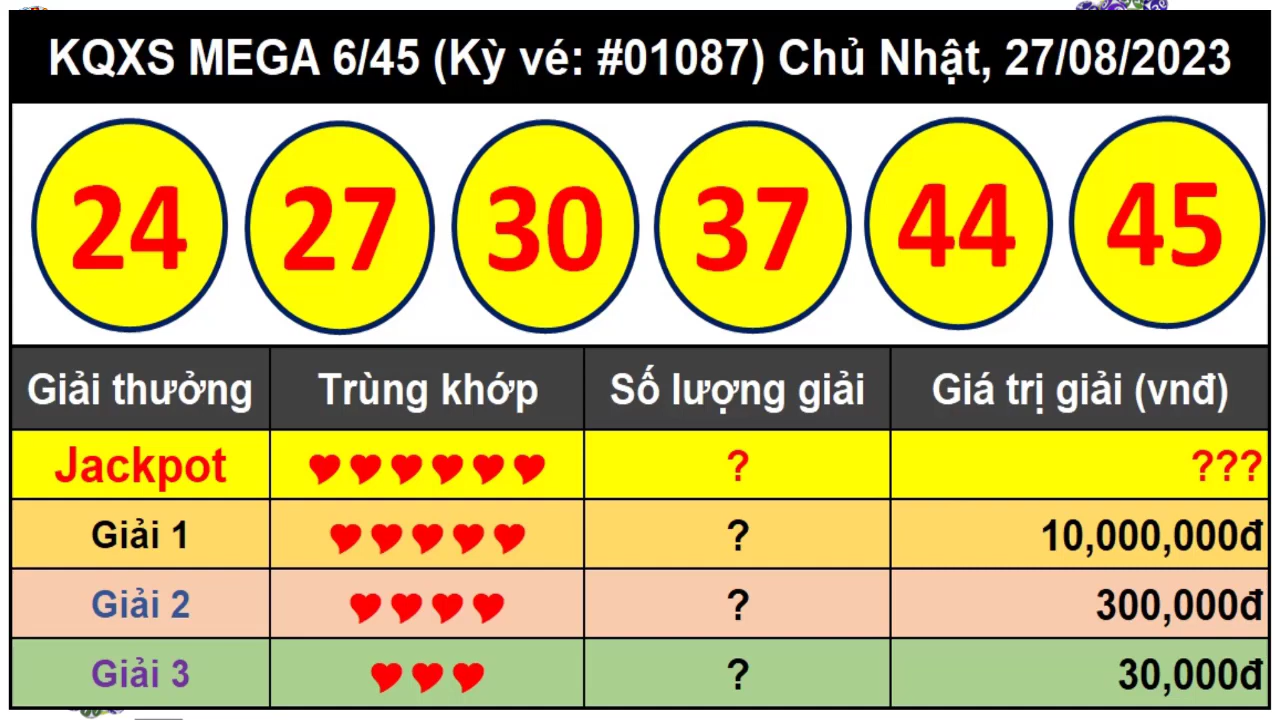 KQXS MEGA 6/45 (Kỳ vé: #01087) Chủ Nhật, 27/08/2023
24 27 30 37 44 45
Giải thưởng Trùng khớp Số lượng giải Giá trị giải (vnđ)
Jackpot ? ???
Giải 1 ? 10,000,000đ
Giải 2 ? 300,000đ
Giải 3 ? 30,000đ